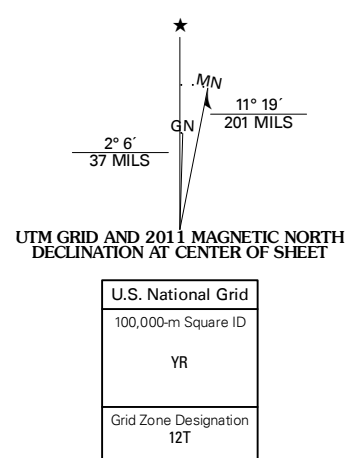 ★
MN
11° 19´
201 MILS
GN
2° 6´
37 MILS
UTM GRID AND 2011 MAGNETIC NORTH
DECLINATION AT CENTER OF SHEET
U.S. National Grid
100,000-m Square ID
YR
Grid Zone Designation
12T